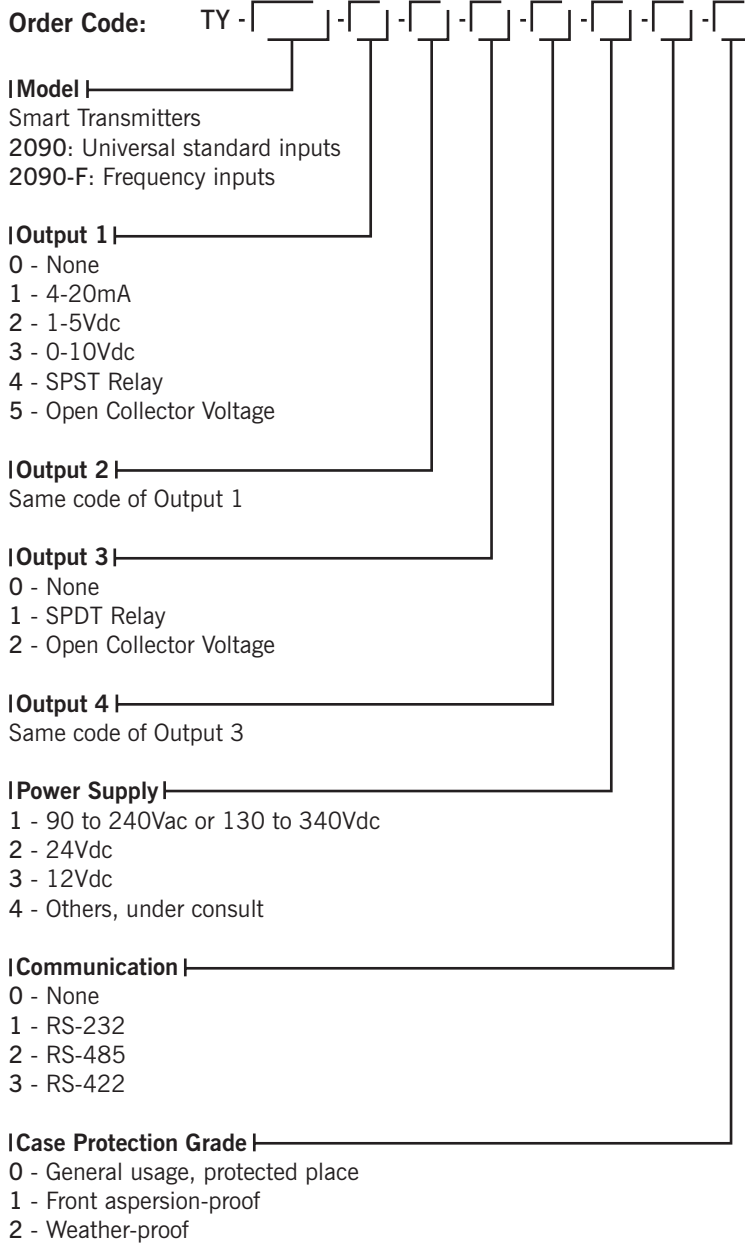 Order Code: TY - - - - - - - -
Model
Smart Transmitters
2090: Universal standard inputs
2090-F: Frequency inputs
Output 1
0 - None
1 - 4-20mA
2 - 1-5Vdc
3 - 0-10Vdc
4 - SPST Relay
5 - Open Collector Voltage
Output 2
Same code of Output 1
Output 3
0 - None
1 - SPDT Relay
2 - Open Collector Voltage
Output 4
Same code of Output 3
Power Supply
1 - 90 to 240Vac or 130 to 340Vdc
2 - 24Vdc
3 - 12Vdc
4 - Others, under consult
Communication
0 - None
1 - RS-232
2 - RS-485
3 - RS-422
Case Protection Grade
0 - General usage, protected place
1 - Front aspersion-proof
2 - Weather-proof